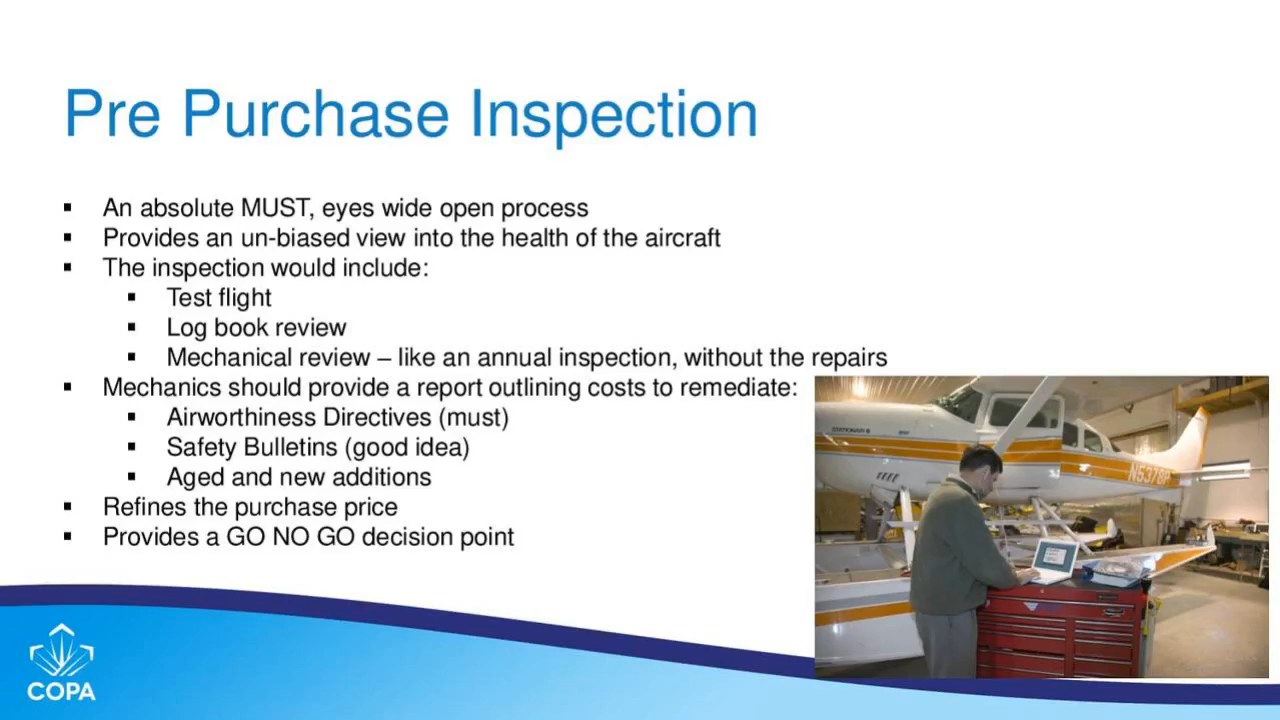 Pre Purchase Inspection
▪ An absolute MUST, eyes wide open process
▪ Provides an un-biased view into the health of the aircraft
▪ The inspection would include:
▪ Test flight
▪ Log book review
▪ Mechanical review – like an annual inspection, without the repairs
▪ Mechanics should provide a report outlining costs to remediate:
▪ Airworthiness Directives (must)
▪ Safety Bulletins (good idea)
▪ Aged and new additions
▪ Refines the purchase price
▪ Provides a GO NO GO decision point
STATIONAIR 6
N5378P
COPA